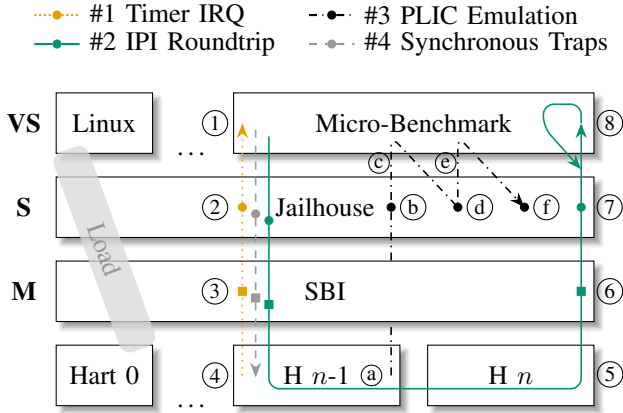 #1 Timer IRQ #3 PLIC Emulation
#2 IPI Roundtrip #4 Synchronous Traps
VS Linux ... ① Micro-Benchmark ⑧
ⓒ ⓔ
S ② Jailhouse ⓑ ⓓ ⓕ ⑦
Load
M ③ SBI ⑥
Hart 0 ... ④ H n-1 ⓐ H n ⑤